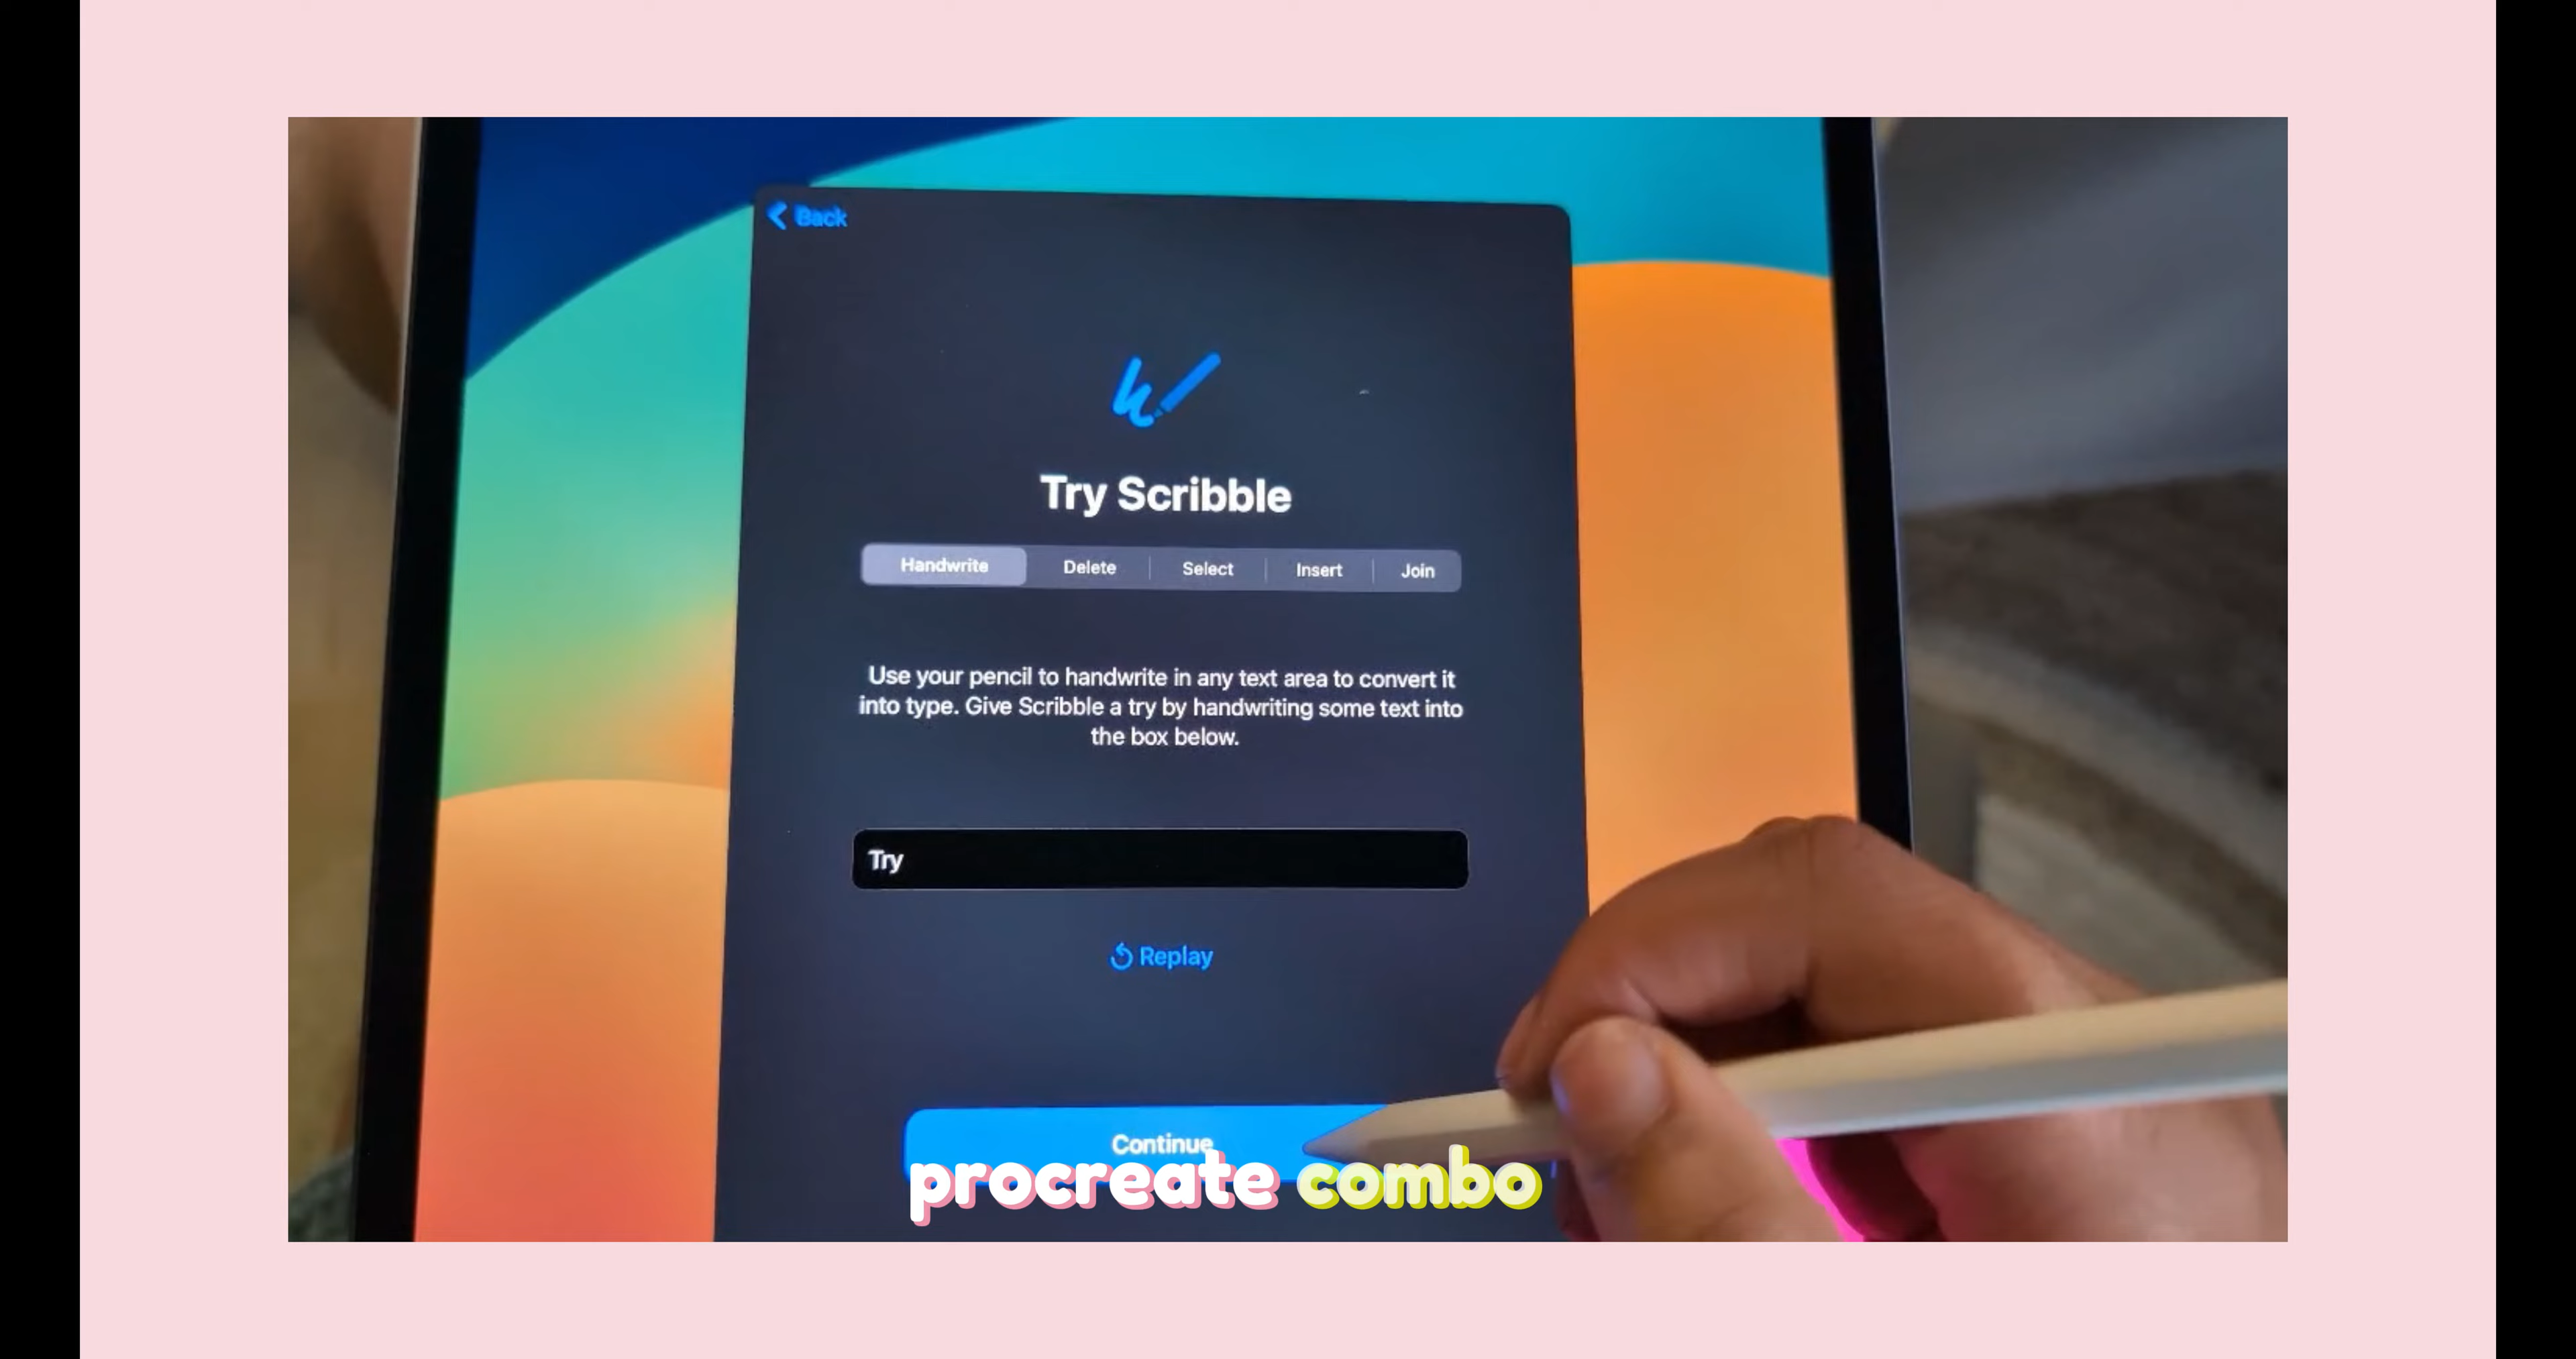 Back
Try Scribble
Handwrite Delete Select Insert Join
Use your pencil to handwrite in any text area to convert it
into type. Give Scribble a try by handwriting some text into
the box below.
Try
Replay
Continue
procreate combo